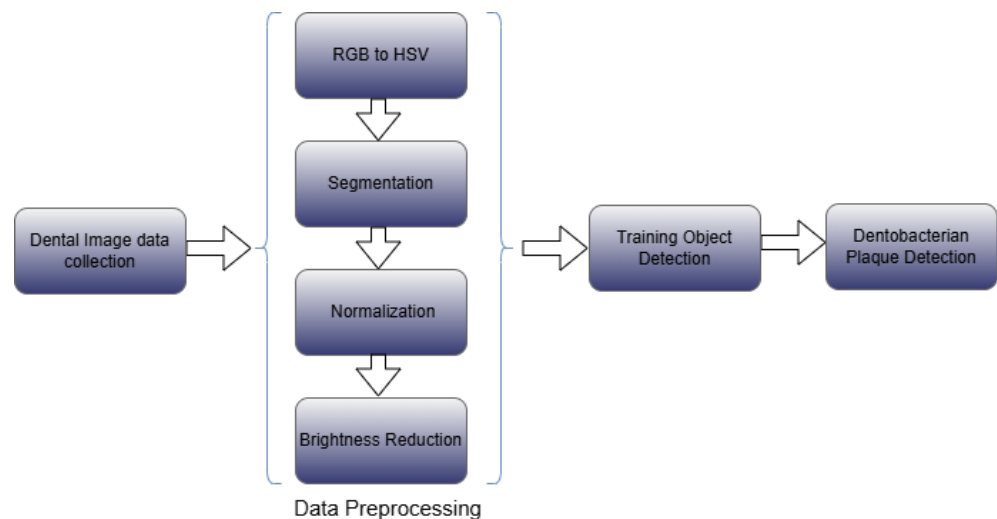 Dental Image data
collection
RGB to HSV
Segmentation
Normalization
Brightness Reduction
Data Preprocessing
Training Object
Detection
Dentobacterian
Plaque Detection